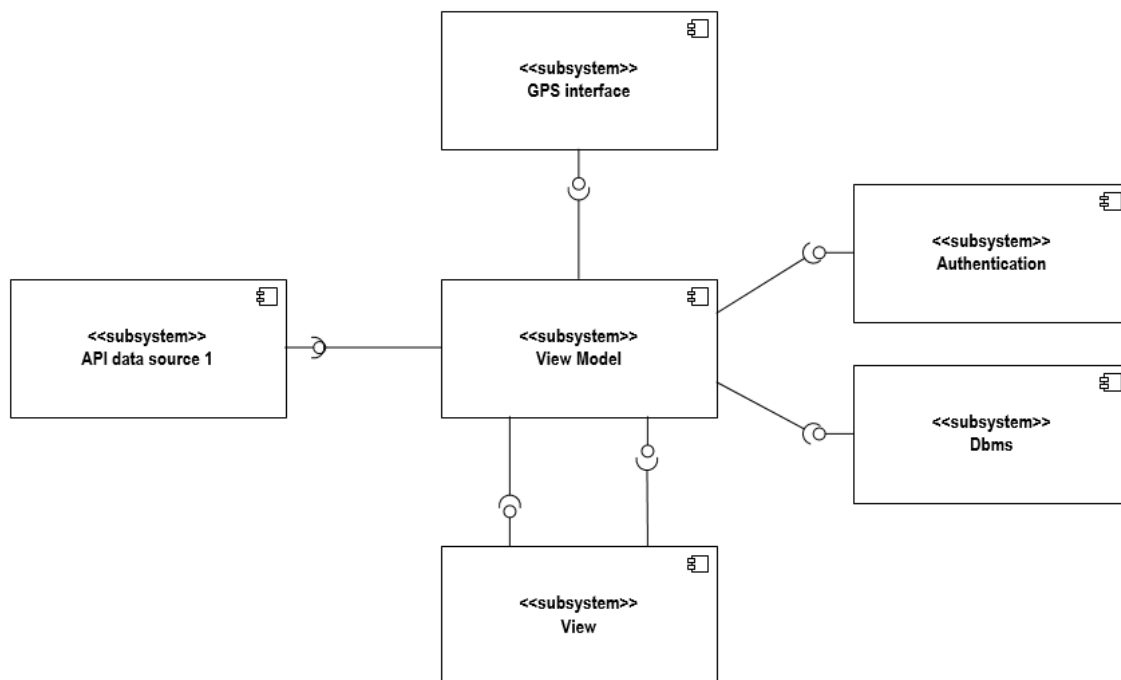 <<subsystem>>
GPS interface
<<subsystem>>
Authentication
<<subsystem>>
API data source 1
<<subsystem>>
View Model
<<subsystem>>
Dbms
<<subsystem>>
View